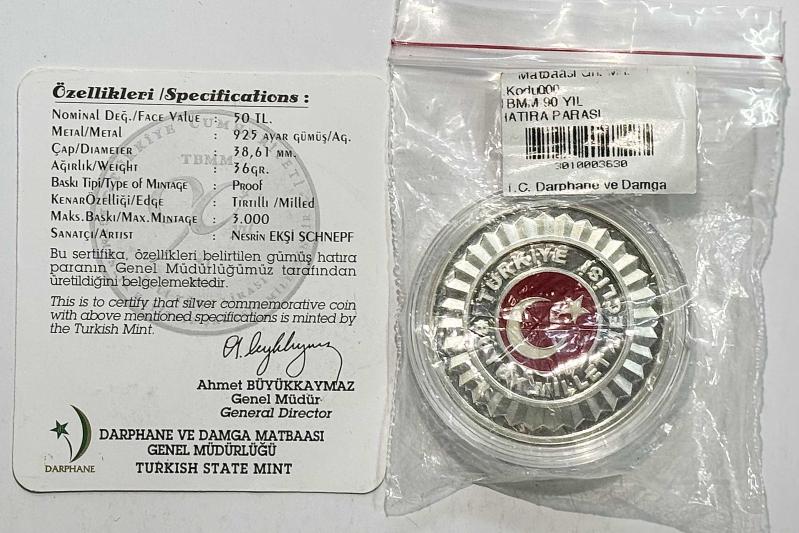 Özellikleri /Specifications :
Nominal Değ./Face Value : 50 TL.
Metal/Metal : 925 ayar gümüş/Ag.
Çap/Diameter : 38,61 mm.
Ağırlık/Weight : 36gr.
Baskı Tipi/Type of Mintage : Proof
KenarÖzelliği/Edge : Tırtıllı /Milled
Maks.Baskı/Max.Mintage : 3.000
Sanatçı/Artist : Nesrin EKŞİ SCHNEPF
Bu sertifika, özellikleri belirtilen gümüş hatıra
paranın Genel Müdürlüğümüz tarafından
üretildiğini belgelemektedir.
This is to certify that silver commemorative coin
with above mentioned specifications is minted by
the Turkish Mint.
Ahmet BÜYÜKKAYMAZ
Genel Müdür
General Director
DARPHANE
DARPHANE VE DAMGA MATBAASI
GENEL MÜDÜRLÜĞÜ
TURKISH STATE MINT
TBMM
Matbaası
Kodu000
BMM 90 YIL
HATIRA PARASI
3010003630
T.C. Darphane ve Damga
TÜRKİYE
MİLLET